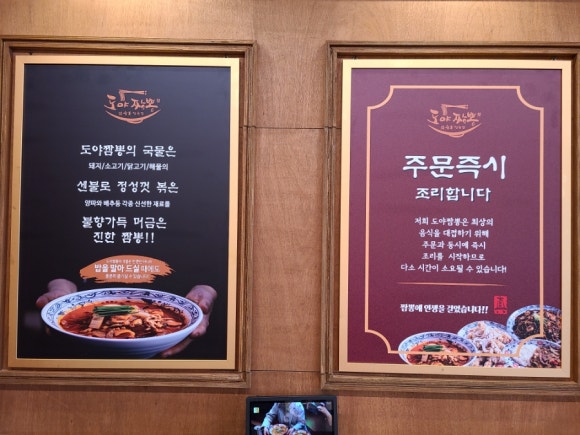 도야짬뽕
도야짬뽕의 국물은
돼지/소고기/닭고기/해물의
센불로 정성껏 볶은
양파와 배추등 각종 신선한 재료를
불향가득 머금은
진한 짬뽕!!
밥을 말아 드실 때에도
도야짬뽕
주문즉시
조리합니다
저희 도야짬뽕은 최상의
음식을 대접하기 위해
주문과 동시에 즉시
조리를 시작하므로
다소 시간이 소요될 수 있습니다!
짬뽕에 인생을 걸었습니다!!